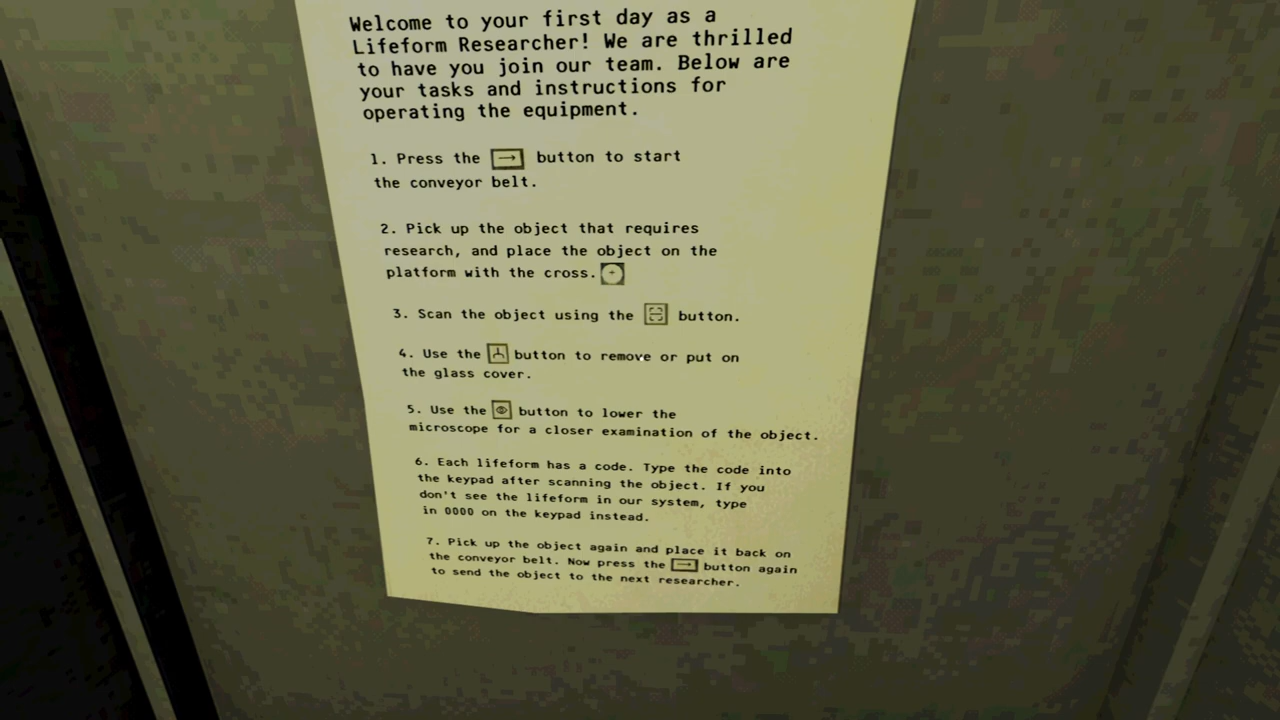 Welcome to your first day as a
Lifeform Researcher! We are thrilled
to have you join our team. Below are
your tasks and instructions for
operating the equipment.
1. Press the → button to start
the conveyor belt.
2. Pick up the object that requires
research, and place the object on the
platform with the cross.
3. Scan the object using the button.
4. Use the button to remove or put on
the glass cover.
5. Use the button to lower the
microscope for a closer examination of the object.
6. Each lifeform has a code. Type the code into
the keypad after scanning the object. If you
don't see the lifeform in our system, type
in 0000 on the keypad instead.
7. Pick up the object again and place it back on
the conveyor belt. Now press the → button again
to send the object to the next researcher.